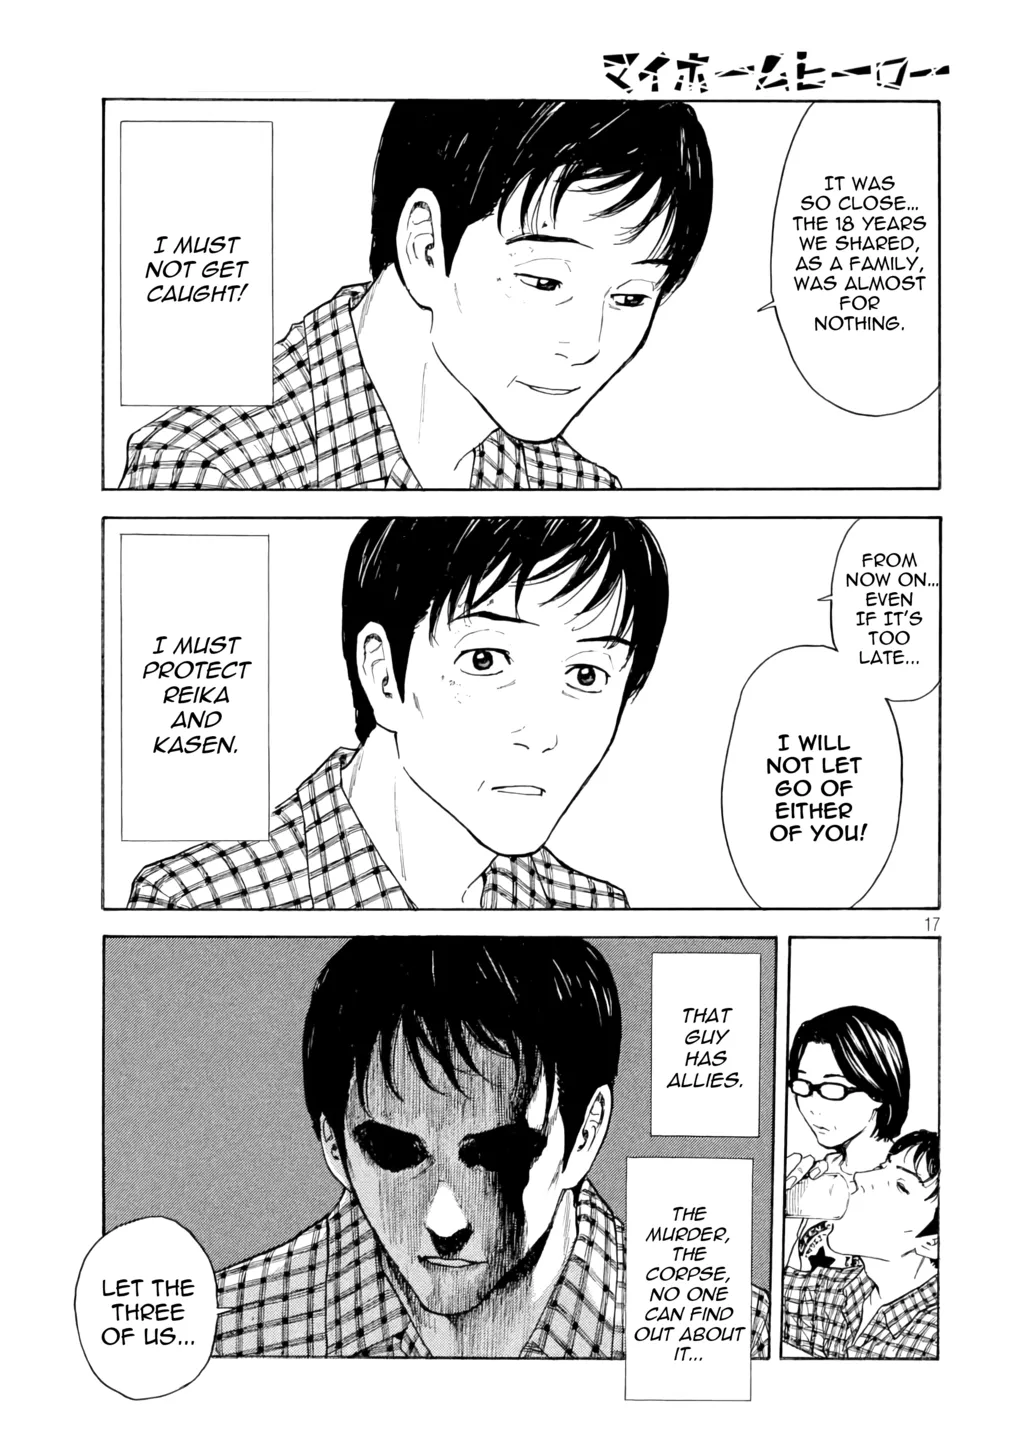 マイホームヒーロー
IT WAS
SO CLOSE...
THE 18 YEARS
WE SHARED,
AS A FAMILY,
WAS ALMOST
FOR
NOTHING.
I MUST
NOT GET
CAUGHT!
FROM
NOW ON...
EVEN
IF IT'S
TOO
LATE...
I WILL
NOT LET
GO OF
EITHER
OF YOU!
I MUST
PROTECT
REIKA
AND
KASEN.
17
THAT
GUY
HAS
ALLIES.
THE
MURDER,
THE
CORPSE,
NO ONE
CAN FIND
OUT ABOUT
IT...
LET THE
THREE
OF US...